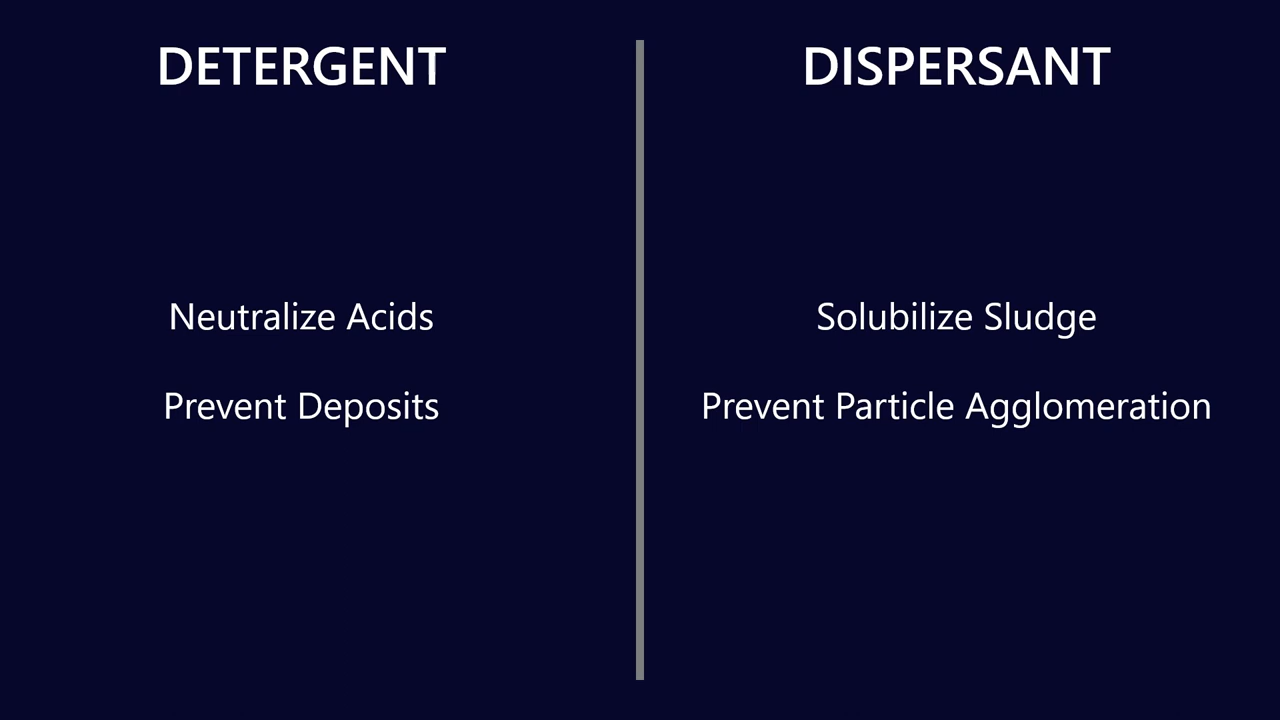 DETERGENT
Neutralize Acids
Prevent Deposits
DISPERSANT
Solubilize Sludge
Prevent Particle Agglomeration